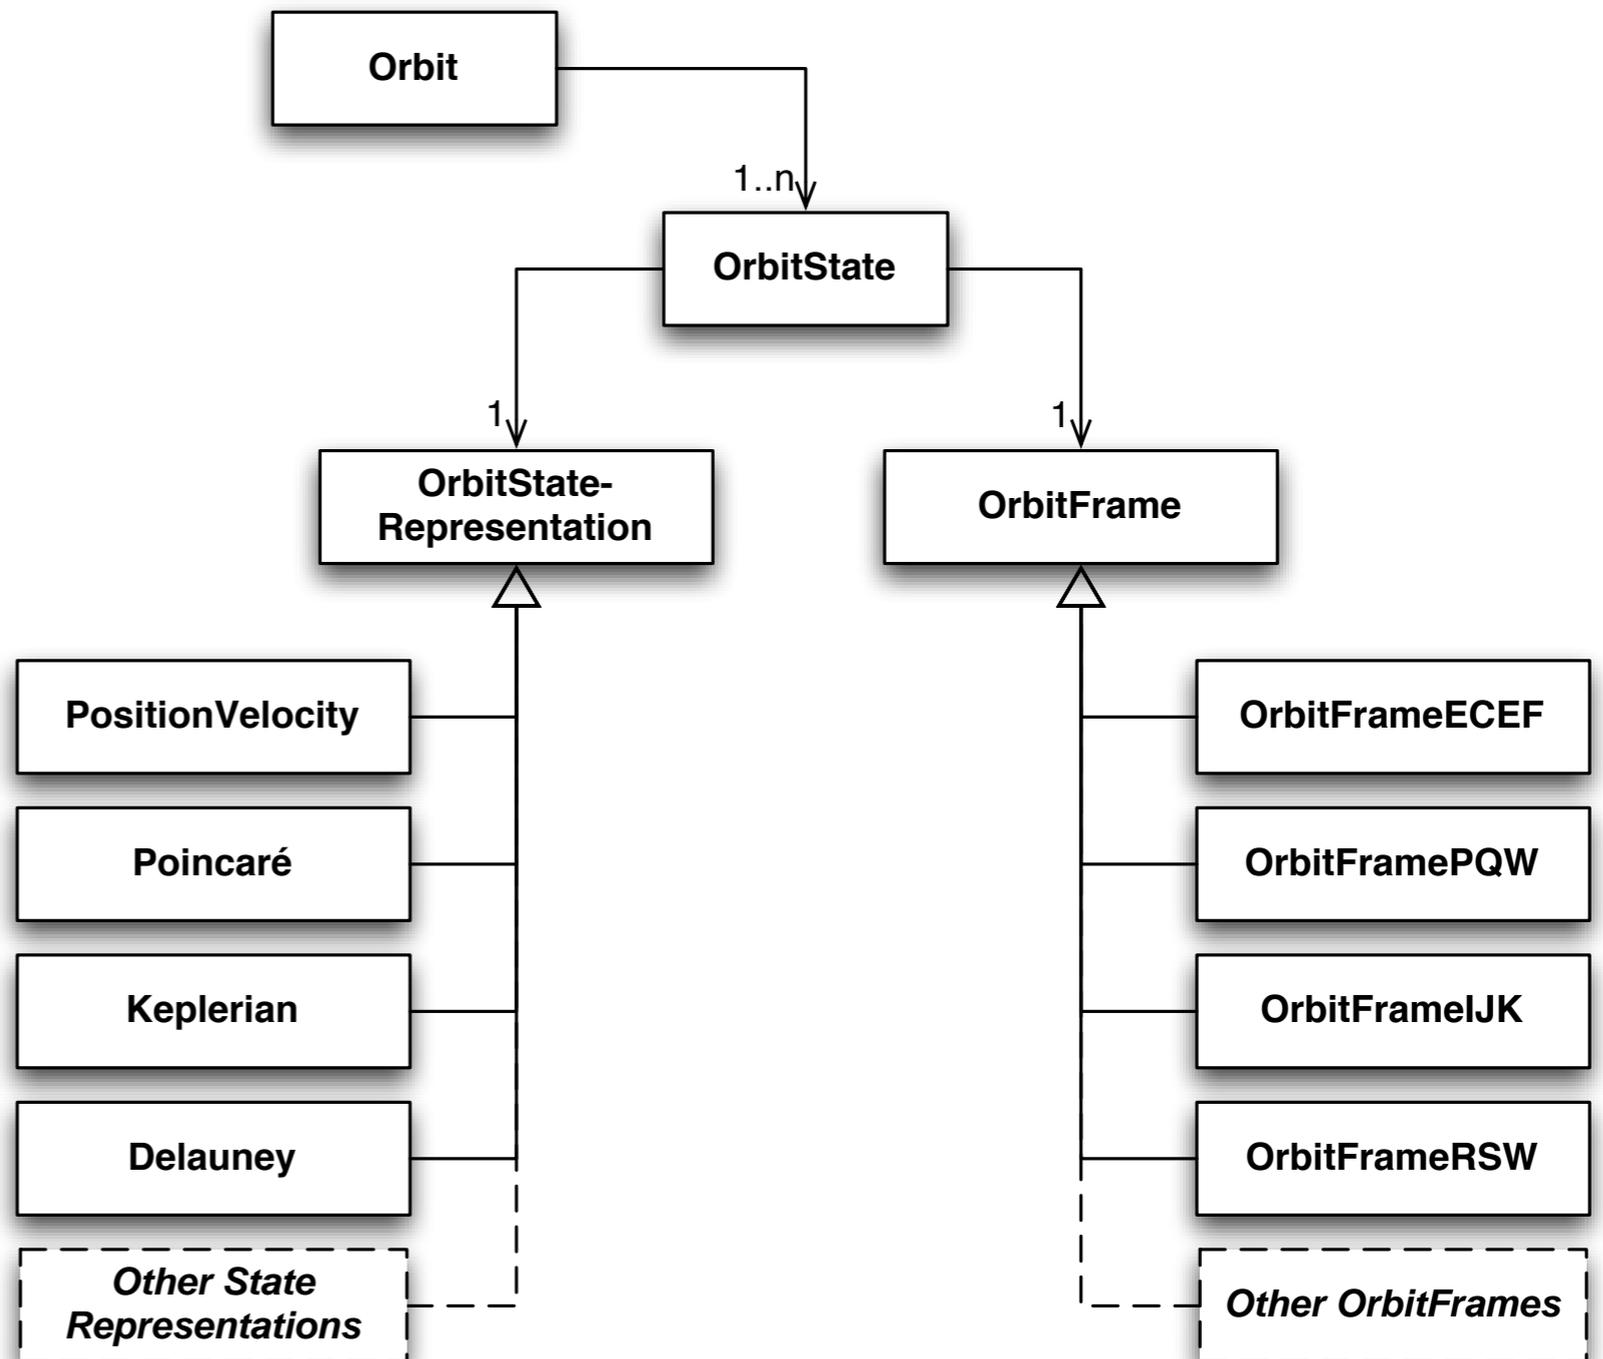 Orbit
1..n
OrbitState
1
1
OrbitState-
Representation
OrbitFrame
PositionVelocity
OrbitFrameECEF
Poincaré
OrbitFramePQW
Keplerian
OrbitFrameIJK
Delauney
OrbitFrameRSW
Other State
Representations
Other OrbitFrames